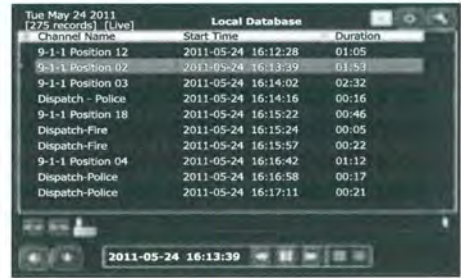 Tue May 24 2011
[275 records] [Live]
Local Database
Channel Name Start Time Duration
9-1-1 Position 12 2011-05-24 16:12:28 01:05
9-1-1 Position 02 2011-05-24 16:13:39 01:53
9-1-1 Position 03 2011-05-24 16:14:02 02:32
Dispatch - Police 2011-05-24 16:14:16 00:16
9-1-1 Position 18 2011-05-24 16:15:22 00:46
Dispatch-Fire 2011-05-24 16:15:24 00:05
Dispatch-Fire 2011-05-24 16:15:57 00:22
9-1-1 Position 04 2011-05-24 16:16:42 01:12
Dispatch-Police 2011-05-24 16:16:58 00:17
Dispatch-Police 2011-05-24 16:17:11 00:21
2011-05-24 16:13:39